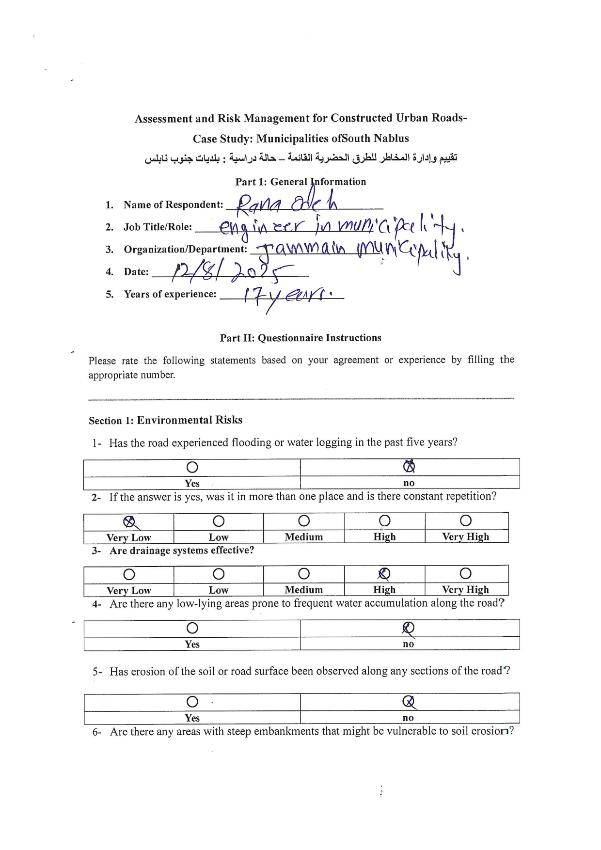 Assessment and Risk Management for Constructed Urban Roads-
Case Study: Municipalities ofSouth Nablus
تقييم وإدارة المخاطر للطرق الحضرية القائمة – حالة دراسية : بلديات جنوب نابلس
Part I: General Information
1. Name of Respondent: Rana
2. Job Title/Role: engineer in municipality.
3. Organization/Department: Jammain municipality.
4. Date: 12/8/2025
5. Years of experience: 17 years.
Part II: Questionnaire Instructions
Please rate the following statements based on your agreement or experience by filling the
appropriate number.
Section 1: Environmental Risks
1- Has the road experienced flooding or water logging in the past five years?
Yes no
2- If the answer is yes, was it in more than one place and is there constant repetition?
Very Low Low Medium High Very High
3- Are drainage systems effective?
Very Low Low Medium High Very High
4- Are there any low-lying areas prone to frequent water accumulation along the road?
Yes no
5- Has erosion of the soil or road surface been observed along any sections of the road?
Yes no
6- Are there any areas with steep embankments that might be vulnerable to soil erosion?